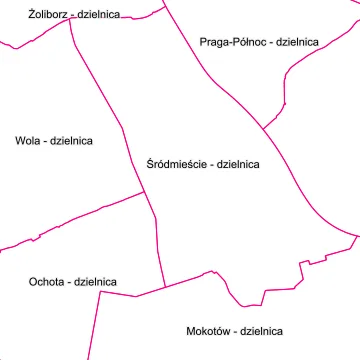 Żoliborz - dzielnica
Praga-Północ - dzielnica
Wola - dzielnica
Śródmieście - dzielnica
Ochota - dzielnica
Mokotów - dzielnica